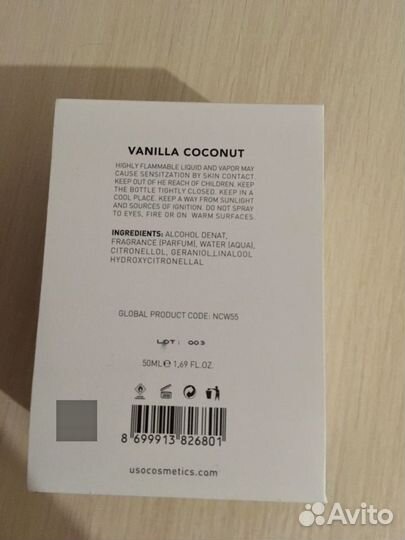 VANILLA COCONUT
HIGHLY FLAMMABLE LIQUID AND VAPOR MAY
CAUSE SENSITZATION BY SKIN CONTACT
KEEP OUT OF HE REACH OF CHILDREN. KEEP
THE BOTTLE TIGHTLY CLOSED. KEEP IN A
COOL PLACE. KEEP A WAY FROM SUNLIGHT
AND SOURCES OF IGNITION. DO NOT SPRAY
TO EYES, FIRE OR ON WARM SURFACES.
INGREDIENTS: ALCOHOL DENAT,
FRAGRANCE (PARFUM), WATER (AQUA),
CITRONELLOL, GERANIOL,LINALOOL
HYDROXYCITRONELLAL
GLOBAL PRODUCT CODE: NCW55
LOT: 003
50ML℮ 1,69 FL.OZ.
8 699913 826801
usocosmetics.com
Avito